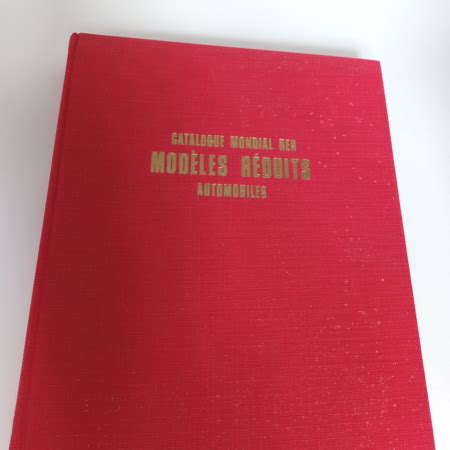 CATALOGUE MONDIAL DES
MODÈLES RÉDUITS
AUTOMOBILES